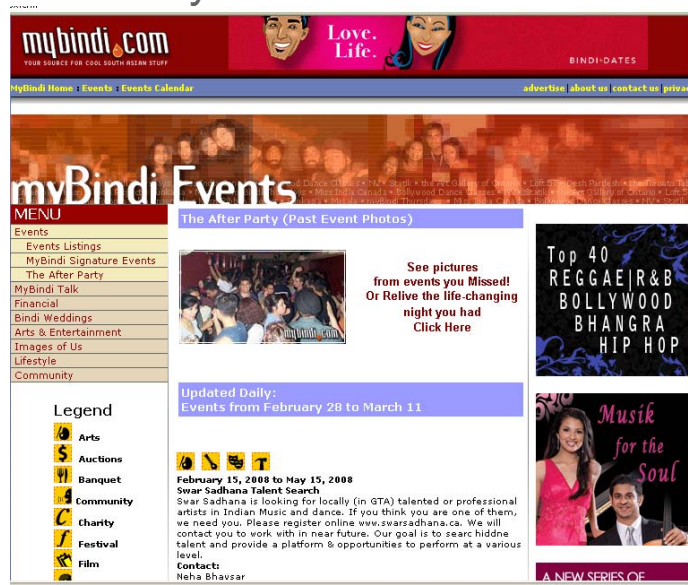 mybindi.com
YOUR SOURCE FOR COOL SOUTH ASIAN STUFF
Love.
Life.
BINDI-DATES
MyBindi Home : Events : Events Calendar
advertise | about us | contact us | priva
myBindi Events
MENU
Events
Events Listings
MyBindi Signature Events
The After Party
MyBindi Talk
Financial
Bindi Weddings
Arts & Entertainment
Images of Us
Lifestyle
Community
Legend
Arts
Auctions
Banquet
Community
Charity
Festival
Film
The After Party (Past Event Photos)
mybindi.com
See pictures
from events you Missed!
Or Relive the life-changing
night you had
Click Here
Updated Daily:
Events from February 28 to March 11
February 15, 2008 to May 15, 2008
Swar Sadhana Talent Search
Swar Sadhana is looking for locally (in GTA) talented or professional
artists in Indian Music and dance. If you think you are one of them,
we need you. Please register online www.swarsadhana.ca. We will
contact you to work with in near future. Our goal is to searc hiddne
talent and provide a platform & opportunities to perform at a various
level.
Contact:
Neha Bhavsar
Top 40
REGGAE|R&B
BOLLYWOOD
BHANGRA
HIP HOP
Musik
for the
Soul
A NEW SERIES OF